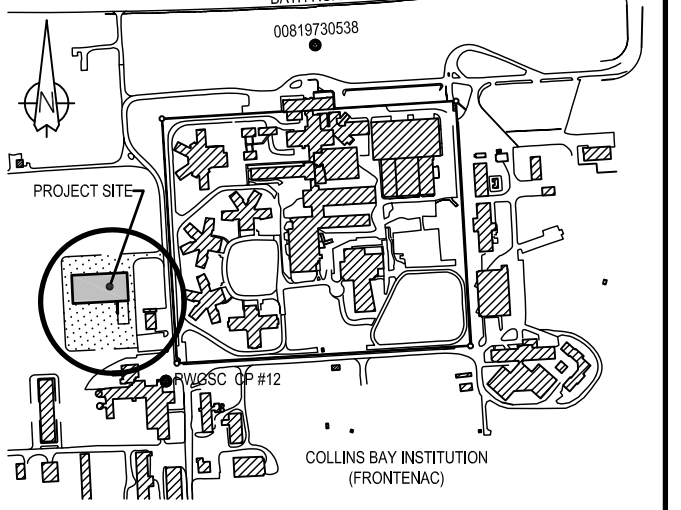 00819730538
N
PROJECT SITE
PWGSC CP #12
COLLINS BAY INSTITUTION
(FRONTENAC)